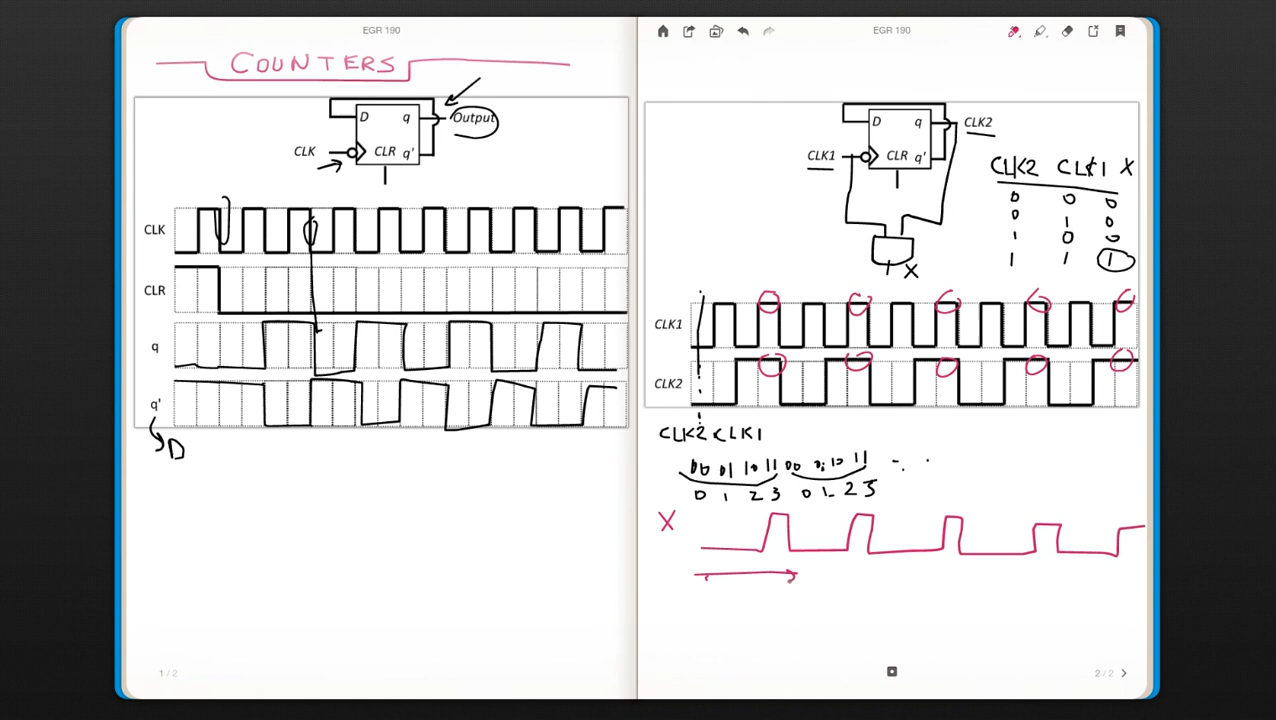 EGR 190
COUNTERS
D q Output
CLK CLR q'
CLK
CLR
q
q'
D
1 / 2
EGR 190
D q CLK2
CLK1 CLR q'
X
CLK2 CLK1 X
0 0 0
0 1 0
1 0 0
1 1 1
CLK1
CLK2
CLK2 CLK1
00 01 10 11 00 01 10 11 - . .
0 1 2 3 0 1 2 3
X
2 / 2